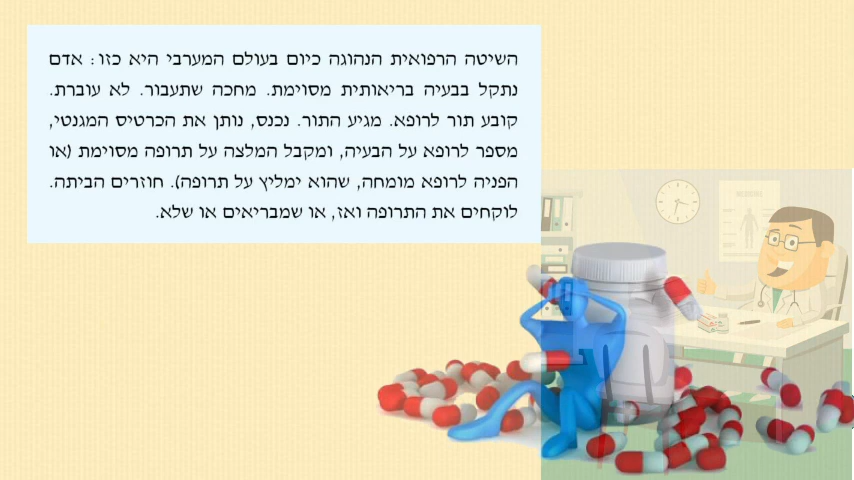 השיטה הרפואית הנהוגה כיום בעולם המערבי היא כזו: אדם
נתקל בבעיה בריאותית מסוימת. מחכה שתעבור. לא עוברת.
קובע תור לרופא. מגיע התור. נכנס, נותן את הכרטיס המגנטי,
מספר לרופא על הבעיה, ומקבל המלצה על תרופה מסוימת (או
הפניה לרופא מומחה, שהוא ימליץ על תרופה). חוזרים הביתה.
לוקחים את התרופה ואז, או שמבריאים או שלא.